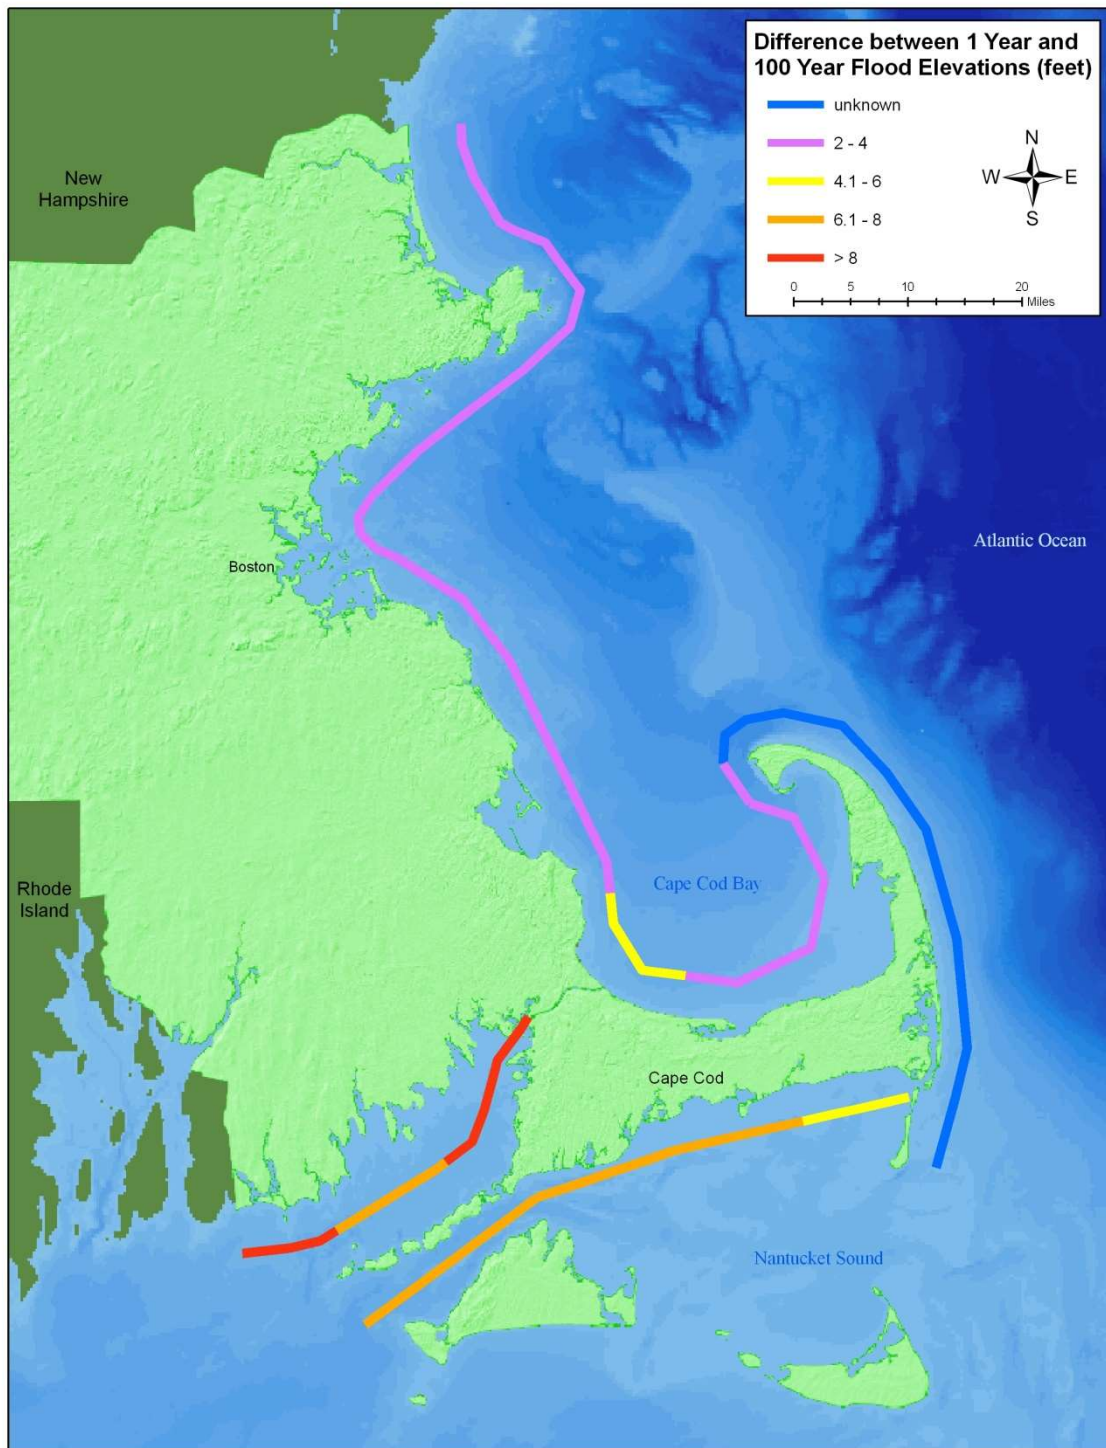 Difference between 1 Year and
100 Year Flood Elevations (feet)
unknown
2 - 4
4.1 - 6
6.1 - 8
> 8
N
W E
S
0 5 10 20
Miles
New
Hampshire
Boston
Atlantic Ocean
Rhode
Island
Cape Cod Bay
Cape Cod
Nantucket Sound